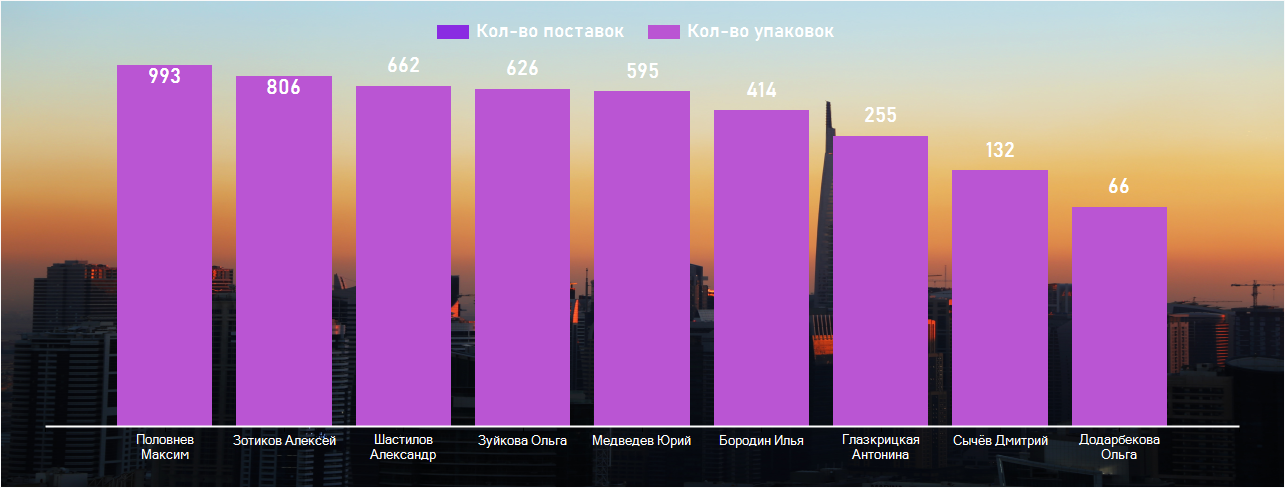 Кол-во поставок
Кол-во упаковок
993
806
662
626
595
414
255
132
66
Половнев
Максим
Зотиков Алексей
Шастилов
Александр
Зуйкова Ольга
Медведев Юрий
Бородин Илья
Глазкрицкая
Антонина
Сычёв Дмитрий
Додарбекова
Ольга